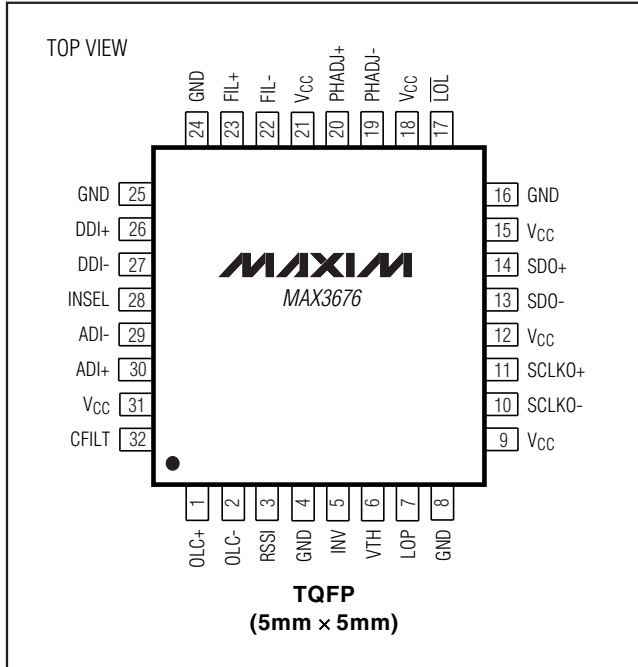 TOP VIEW
GND
FIL+
FIL-
VCC
PHADJ+
PHADJ-
VCC
L̅O̅L̅
24
23
22
21
20
19
18
17
GND 25
DDI+ 26
DDI- 27
INSEL 28
ADI- 29
ADI+ 30
VCC 31
CFILT 32
MAXIM
MAX3676
16 GND
15 VCC
14 SDO+
13 SDO-
12 VCC
11 SCLKO+
10 SCLKO-
9 VCC
1
2
3
4
5
6
7
8
OLC+
OLC-
RSSI
GND
INV
VTH
LOP
GND
TQFP
(5mm × 5mm)